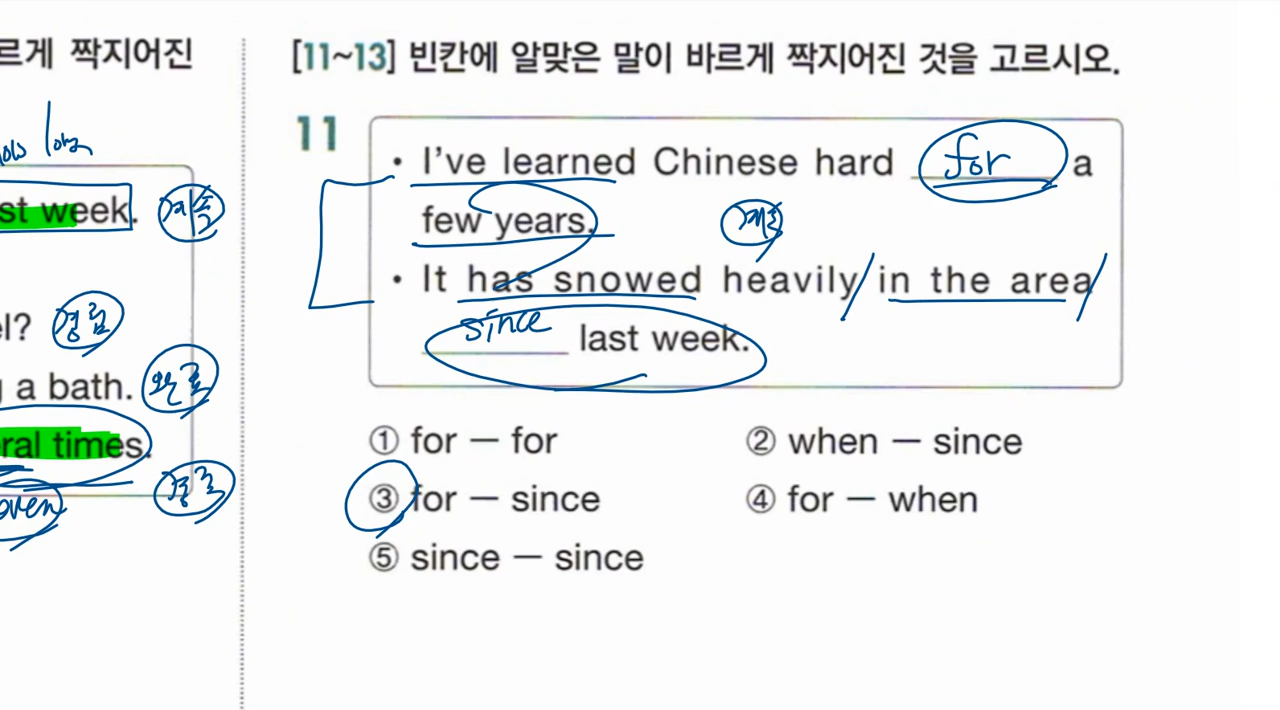 르게 짝지어진
how long
st week. 계속
el? 경험
g a bath. 완료
eral times.
경험
[11~13] 빈칸에 알맞은 말이 바르게 짝지어진 것을 고르시오.
11
• I've learned Chinese hard for a
few years. 계속
• It has snowed heavily/ in the area/
since last week.
① for — for ② when — since
③ for — since ④ for — when
⑤ since — since